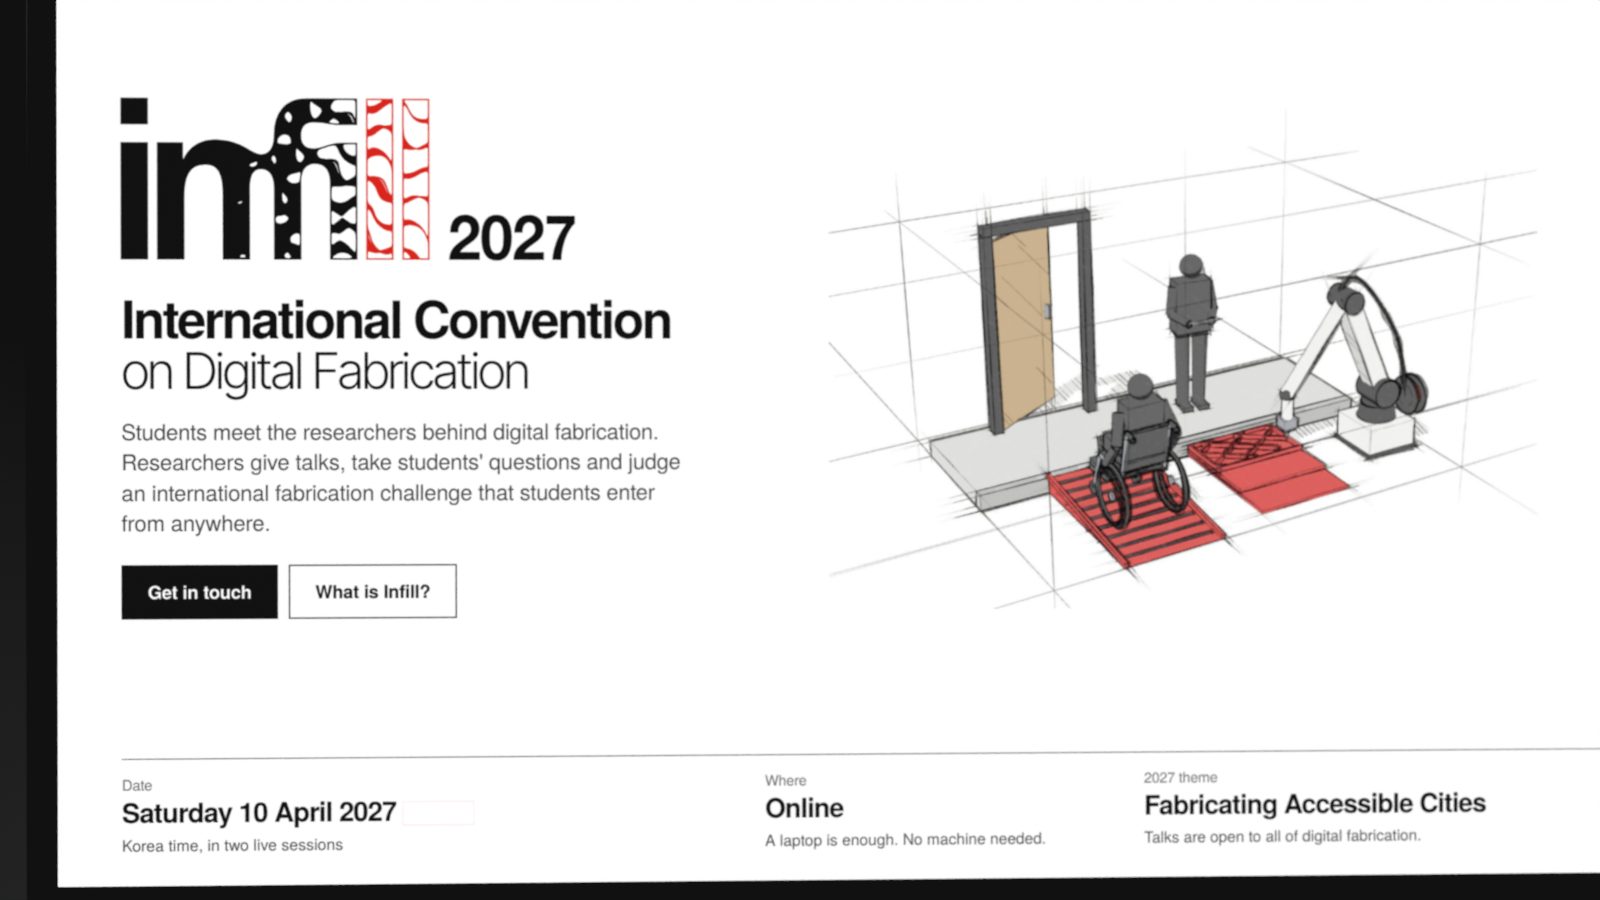 infill 2027
International Convention
on Digital Fabrication
Students meet the researchers behind digital fabrication.
Researchers give talks, take students' questions and judge
an international fabrication challenge that students enter
from anywhere.
Get in touch
What is Infill?
Date
Saturday 10 April 2027
Korea time, in two live sessions
Where
Online
A laptop is enough. No machine needed.
2027 theme
Fabricating Accessible Cities
Talks are open to all of digital fabrication.